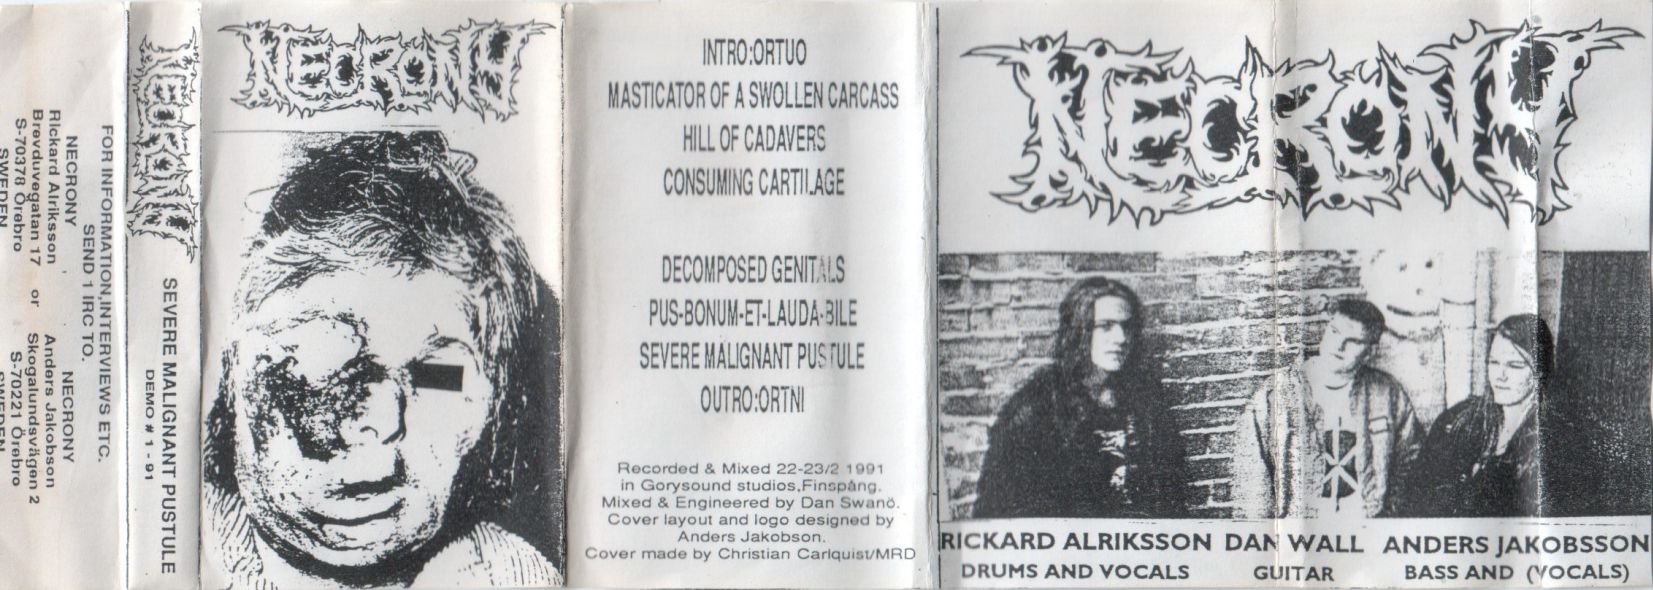 FOR INFORMATION,INTERVIEWS ETC.
SEND 1 IRC TO.
NECRONY
Rickard Alriksson
Brevduvegatan 17
S-70378 Örebro
SWEDEN
or
NECRONY
Anders Jakobson
Skogalundsvägen 2
S-70221 Örebro
SWEDEN
NECRONY
SEVERE MALIGNANT PUSTULE
DEMO # 1 - 91
NECRONY
INTRO:ORTUO
MASTICATOR OF A SWOLLEN CARCASS
HILL OF CADAVERS
CONSUMING CARTILAGE
DECOMPOSED GENITALS
PUS-BONUM-ET-LAUDA-BILE
SEVERE MALIGNANT PUSTULE
OUTRO:ORTNI
Recorded & Mixed 22-23/2 1991
in Gorysound studios,Finspång.
Mixed & Engineered by Dan Swanö.
Cover layout and logo designed by
Anders Jakobson.
Cover made by Christian Carlquist/MRD
NECRONY
RICKARD ALRIKSSON DAN WALL ANDERS JAKOBSSON
DRUMS AND VOCALS GUITAR BASS AND (VOCALS)